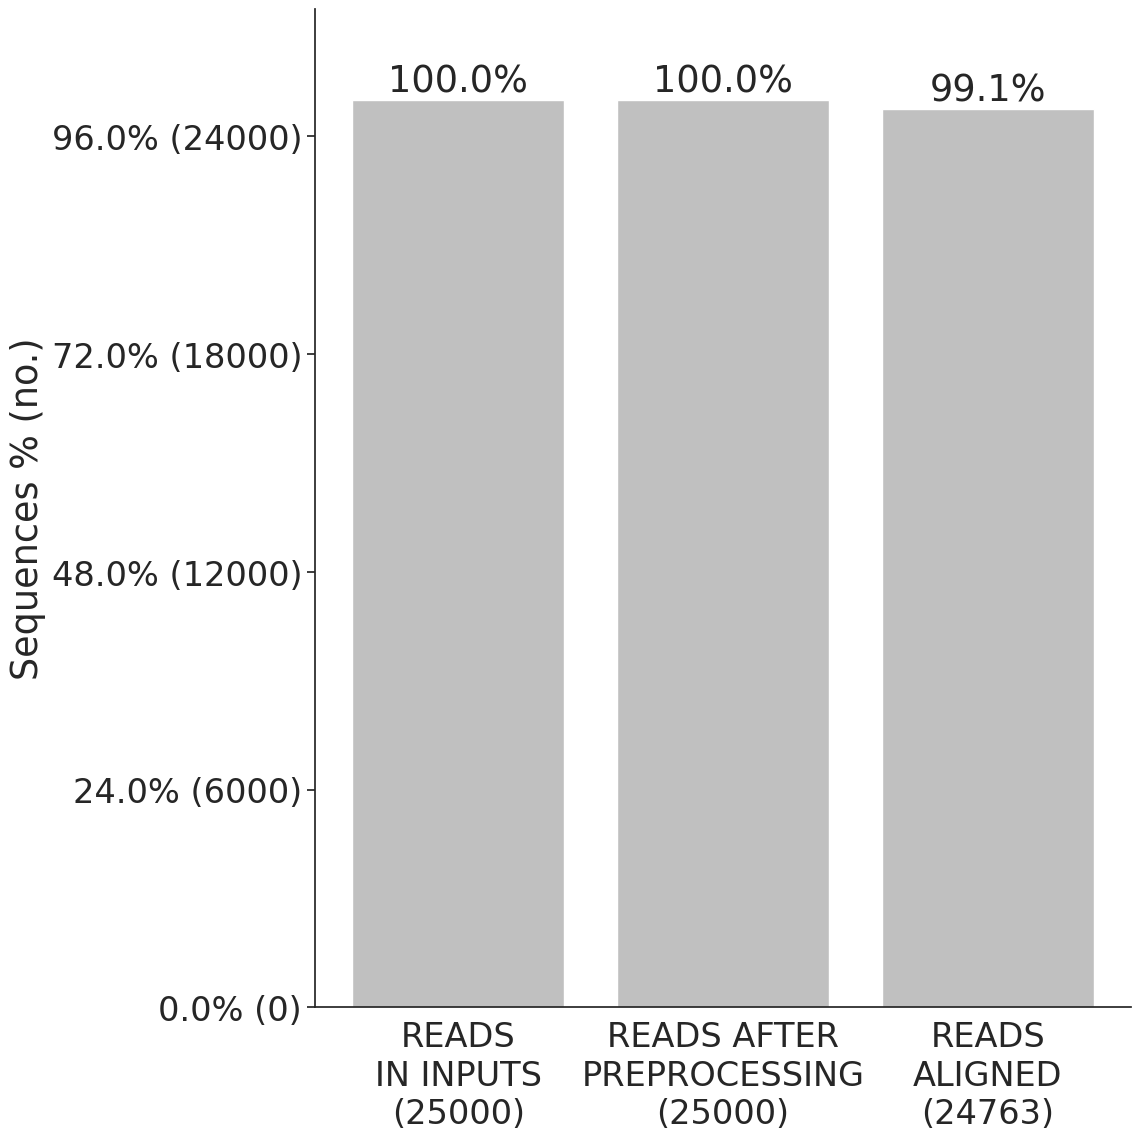 100.0%
100.0%
99.1%
96.0% (24000)
72.0% (18000)
48.0% (12000)
24.0% (6000)
0.0% (0)
Sequences % (no.)
READS
IN INPUTS
(25000)
READS AFTER
PREPROCESSING
(25000)
READS
ALIGNED
(24763)